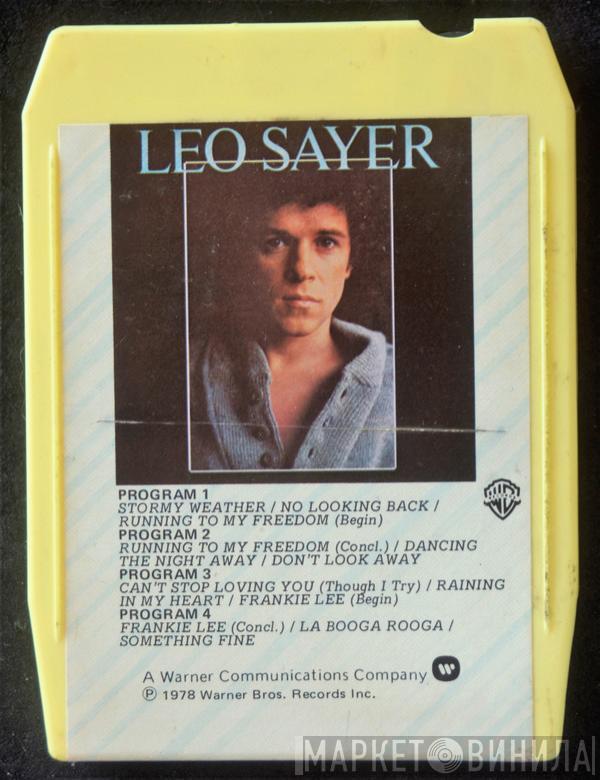 LEO SAYER
PROGRAM 1
STORMY WEATHER / NO LOOKING BACK /
RUNNING TO MY FREEDOM (Begin)
PROGRAM 2
RUNNING TO MY FREEDOM (Concl.) / DANCING
THE NIGHT AWAY / DON'T LOOK AWAY
PROGRAM 3
CAN'T STOP LOVING YOU (Though I Try) / RAINING
IN MY HEART / FRANKIE LEE (Begin)
PROGRAM 4
FRANKIE LEE (Concl.) / LA BOOGA ROOGA /
SOMETHING FINE
A Warner Communications Company
Ⓟ 1978 Warner Bros. Records Inc.
МАРКЕТ ВИНИЛА